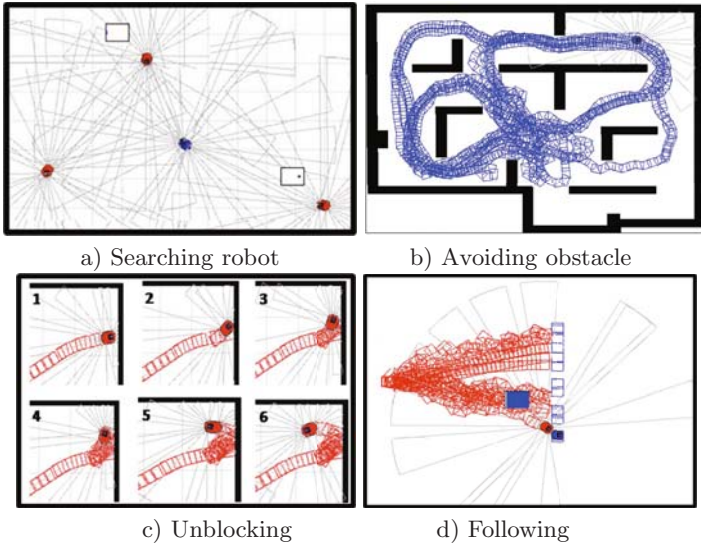 a) Searching robot
b) Avoiding obstacle
1 2 3
4 5 6
c) Unblocking
d) Following